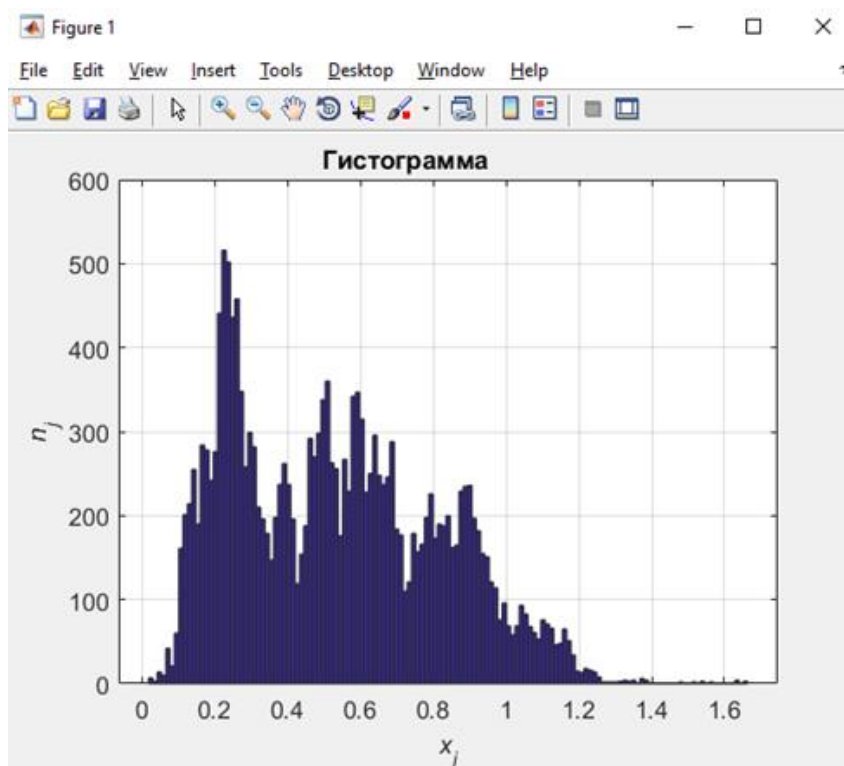 Figure 1
File Edit View Insert Tools Desktop Window Help
Гистограмма
600
500
400
300
200
100
0
n_j
0 0.2 0.4 0.6 0.8 1 1.2 1.4 1.6
x_j